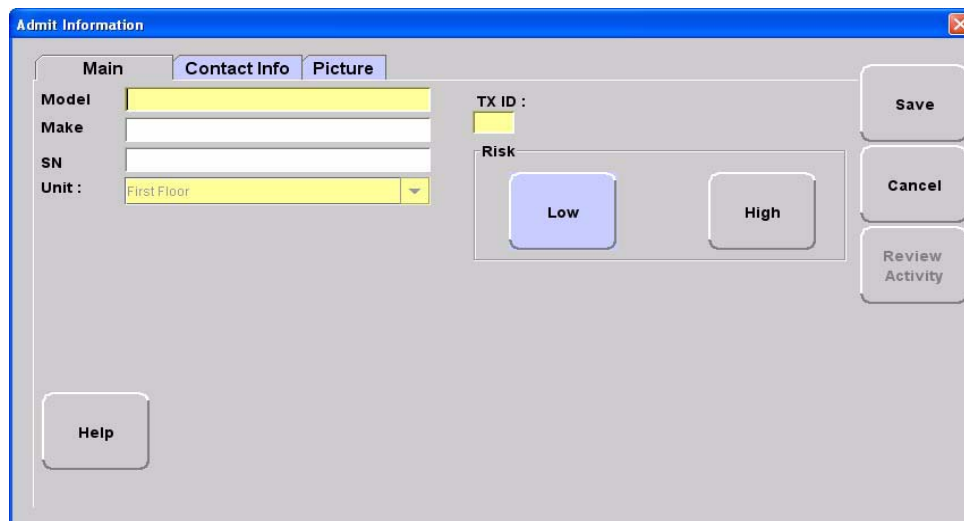 Admit Information
Main
Contact Info
Picture
Model
Make
SN
Unit :
First Floor
TX ID :
Risk
Low
High
Save
Cancel
Review
Activity
Help